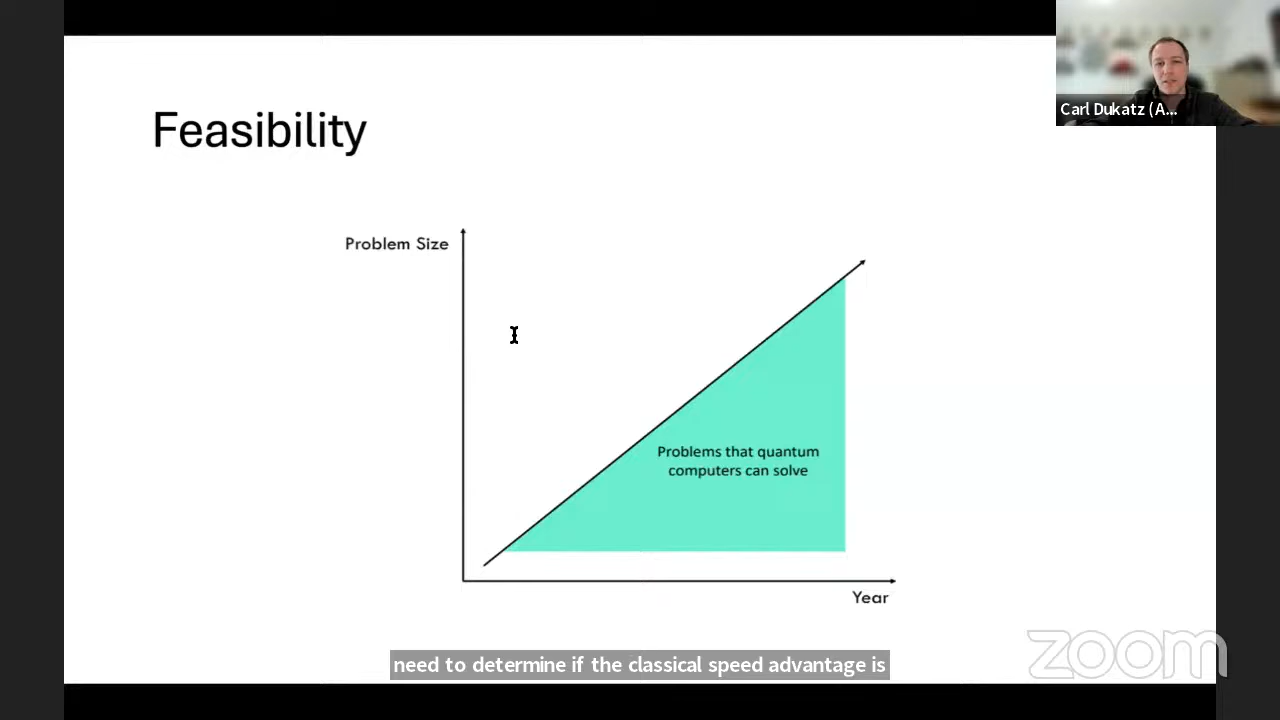 Carl Dukatz (A...
Feasibility
Problem Size
Problems that quantum
computers can solve
Year
need to determine if the classical speed advantage is
zoom